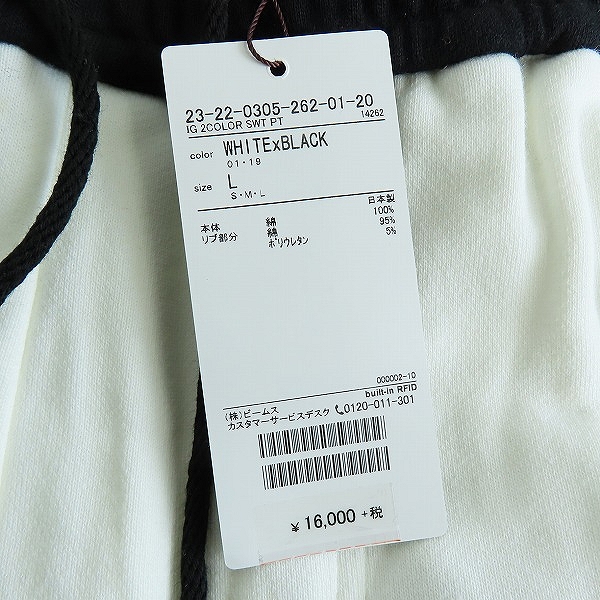 23-22-0305-262-01-20
IG 2COLOR SWT PT 14262
color WHITExBLACK
01・19
size L
S・M・L
日本製
本体 綿 100%
リブ部分 綿 95%
ポリウレタン 5%
000002-10
built-in RFID
(株)ビームス
カスタマーサービスデスク 0120-011-301
¥ 16,000 +税